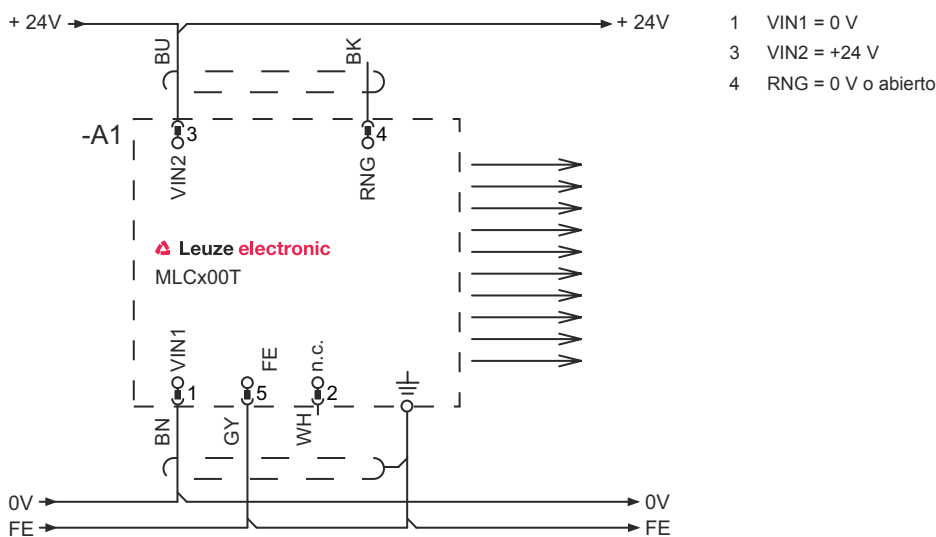 + 24V
+ 24V
1 VIN1 = 0 V
3 VIN2 = +24 V
4 RNG = 0 V o abierto
BU
BK
-A1
3
4
VIN2
RNG
Leuze electronic
MLCx00T
VIN1
FE
n.c.
1
5
2
BN
GY
WH
0V
0V
FE
FE